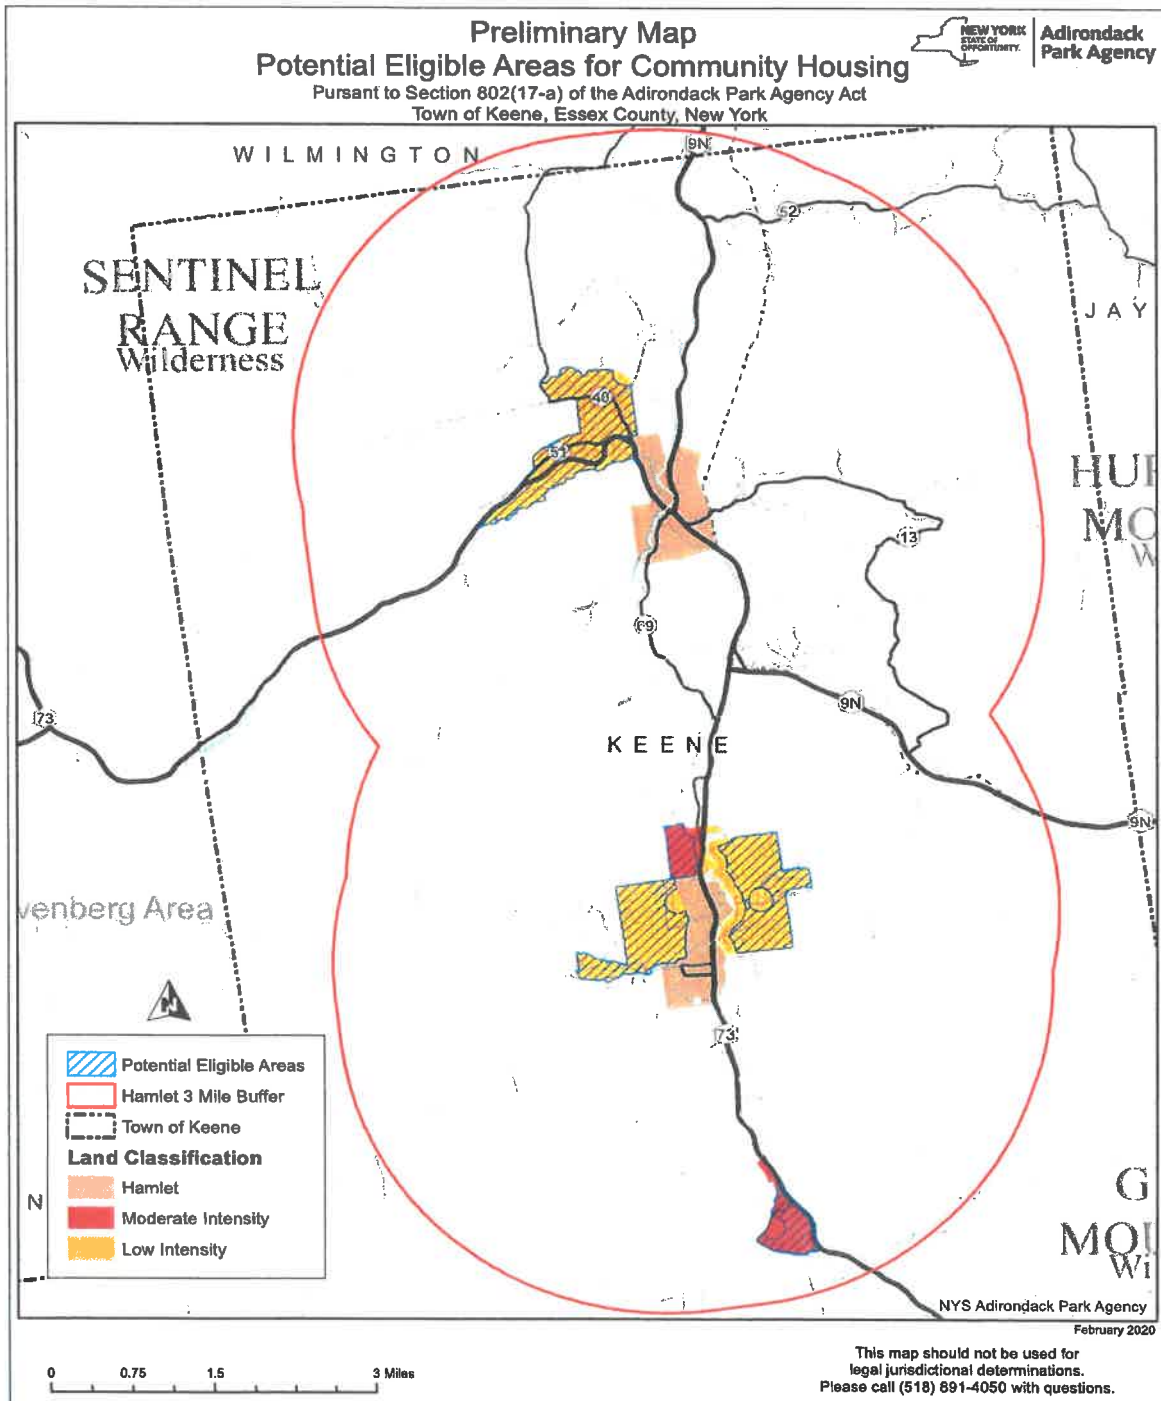 Preliminary Map
Potential Eligible Areas for Community Housing
Pursuant to Section 802(17-a) of the Adirondack Park Agency Act
Town of Keene, Essex County, New York
NEW YORK
STATE OF
OPPORTUNITY.
Adirondack
Park Agency
WILMINGTON
9N
52
SENTINEL
RANGE
Wilderness
JAY
40
51
HUR
MO
W
13
69
73
9N
KEENE
9N
venberg Area
N
73
Potential Eligible Areas
Hamlet 3 Mile Buffer
Town of Keene
Land Classification
Hamlet
Moderate Intensity
Low Intensity
N
G
MOU
Wi
NYS Adirondack Park Agency
February 2020
0 0.75 1.5 3 Miles
This map should not be used for
legal jurisdictional determinations.
Please call (518) 891-4050 with questions.